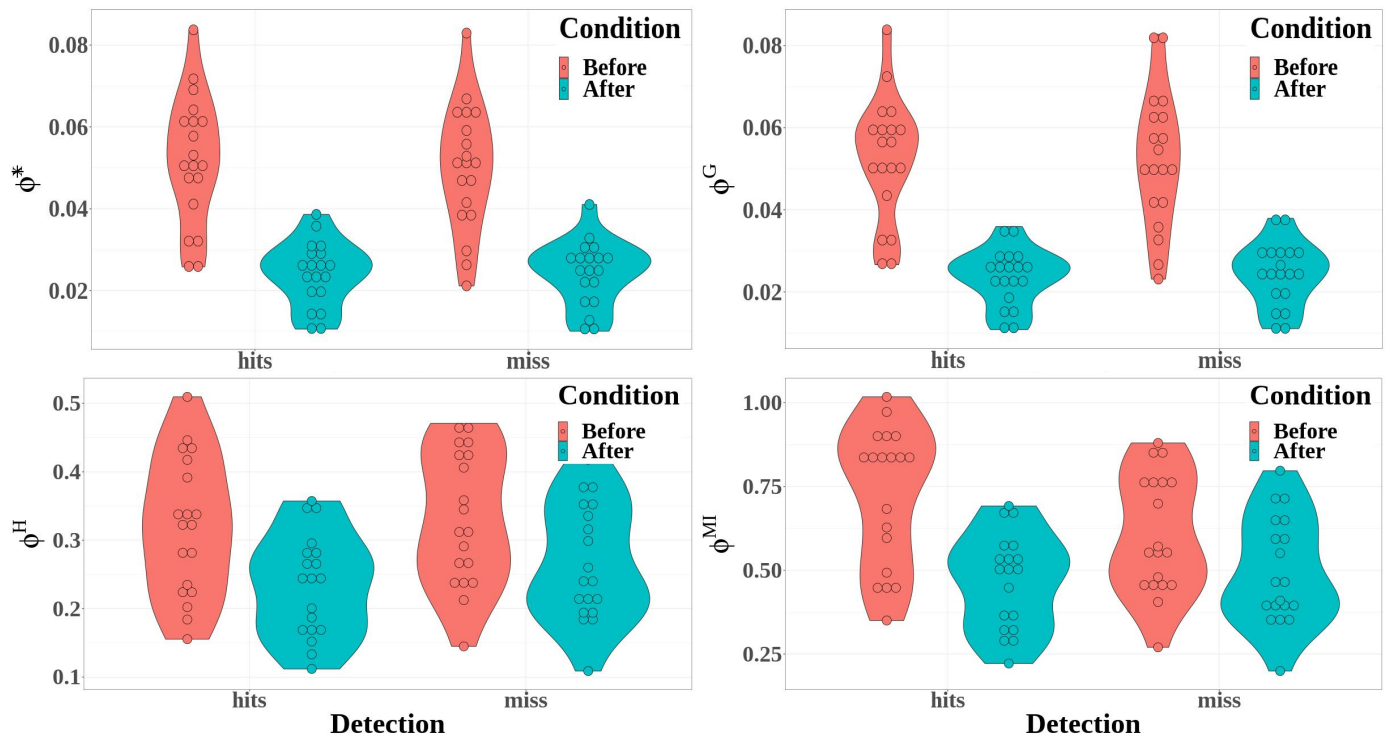 Condition
Before
After
0.08
0.06
0.04
0.02
ϕ*
hits
miss
Condition
Before
After
0.08
0.06
0.04
0.02
ϕG
hits
miss
Condition
Before
After
0.5
0.4
0.3
0.2
0.1
ϕH
hits
miss
Detection
Condition
Before
After
1.00
0.75
0.50
0.25
ϕMI
hits
miss
Detection